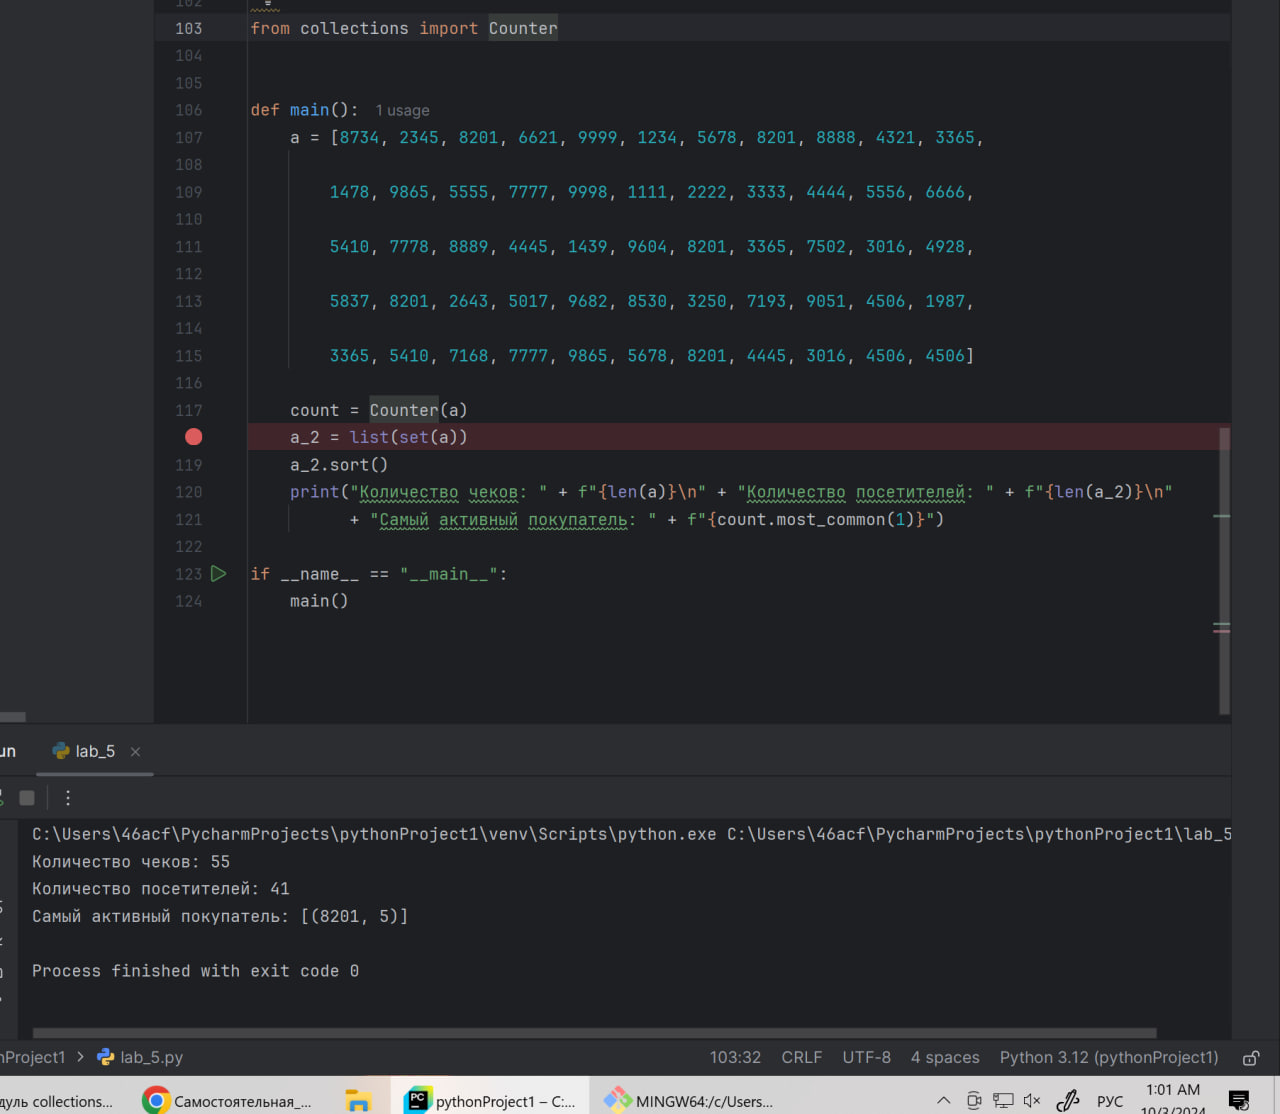 102
103 from collections import Counter
104
105
106 def main(): 1 usage
107 a = [8734, 2345, 8201, 6621, 9999, 1234, 5678, 8201, 8888, 4321, 3365,
108
109 1478, 9865, 5555, 7777, 9998, 1111, 2222, 3333, 4444, 5556, 6666,
110
111 5410, 7778, 8889, 4445, 1439, 9604, 8201, 3365, 7502, 3016, 4928,
112
113 5837, 8201, 2643, 5017, 9682, 8530, 3250, 7193, 9051, 4506, 1987,
114
115 3365, 5410, 7168, 7777, 9865, 5678, 8201, 4445, 3016, 4506, 4506]
116
117 count = Counter(a)
a_2 = list(set(a))
119 a_2.sort()
120 print("Количество чеков: " + f"{len(a)}\n" + "Количество посетителей: " + f"{len(a_2)}\n"
121 + "Самый активный покупатель: " + f"{count.most_common(1)}")
122
123 if __name__ == "__main__":
124 main()
un lab_5
C:\Users\46acf\PycharmProjects\pythonProject1\venv\Scripts\python.exe C:\Users\46acf\PycharmProjects\pythonProject1\lab_5
Количество чеков: 55
Количество посетителей: 41
Самый активный покупатель: [(8201, 5)]
Process finished with exit code 0
onProject1 > lab_5.py 103:32 CRLF UTF-8 4 spaces Python 3.12 (pythonProject1)
дуль collections... Самостоятельная_... PC pythonProject1 – C:... MINGW64:/c/Users... РУС 1:01 AM
10/3/2024